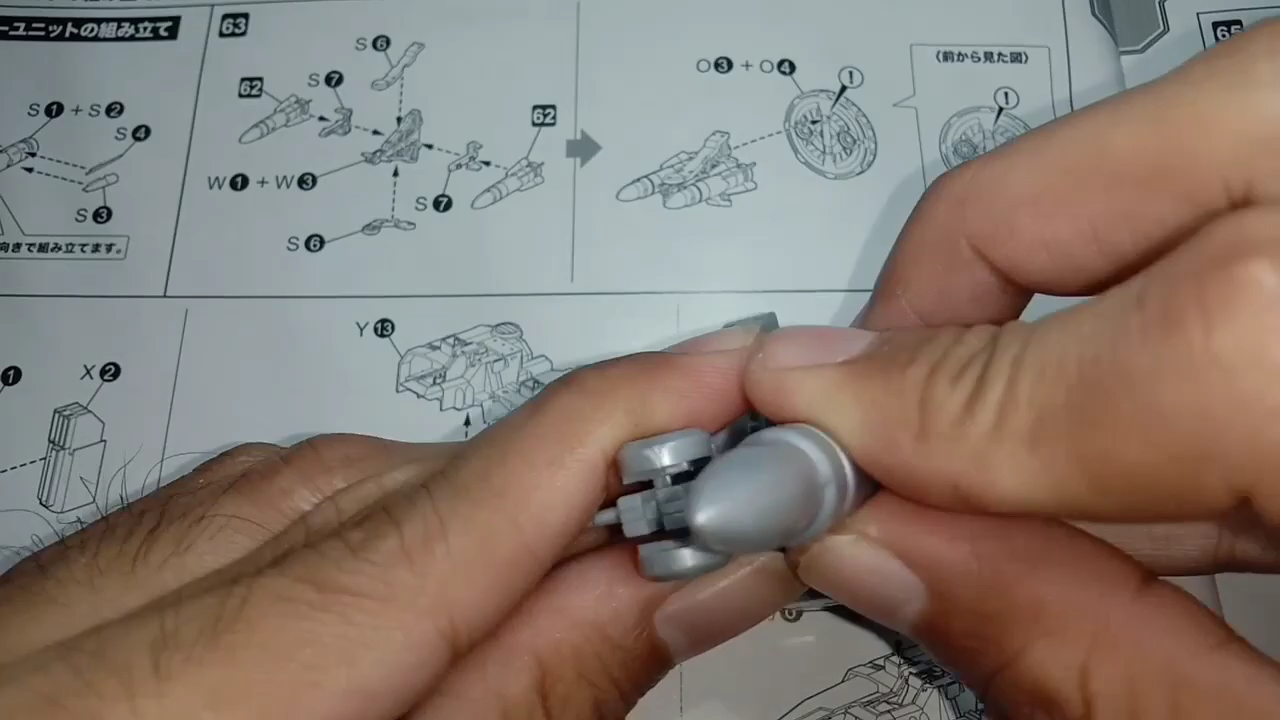 ーユニットの組み立て
S❶ + S❷
S❹
S❸
向きで組み立てます。
63
S❻
S❼
62
62
W❶ + W❸
S❼
S❻
O❸ + O❹
!
〈前から見た図〉
!
65
❶
X❷
Y⓭